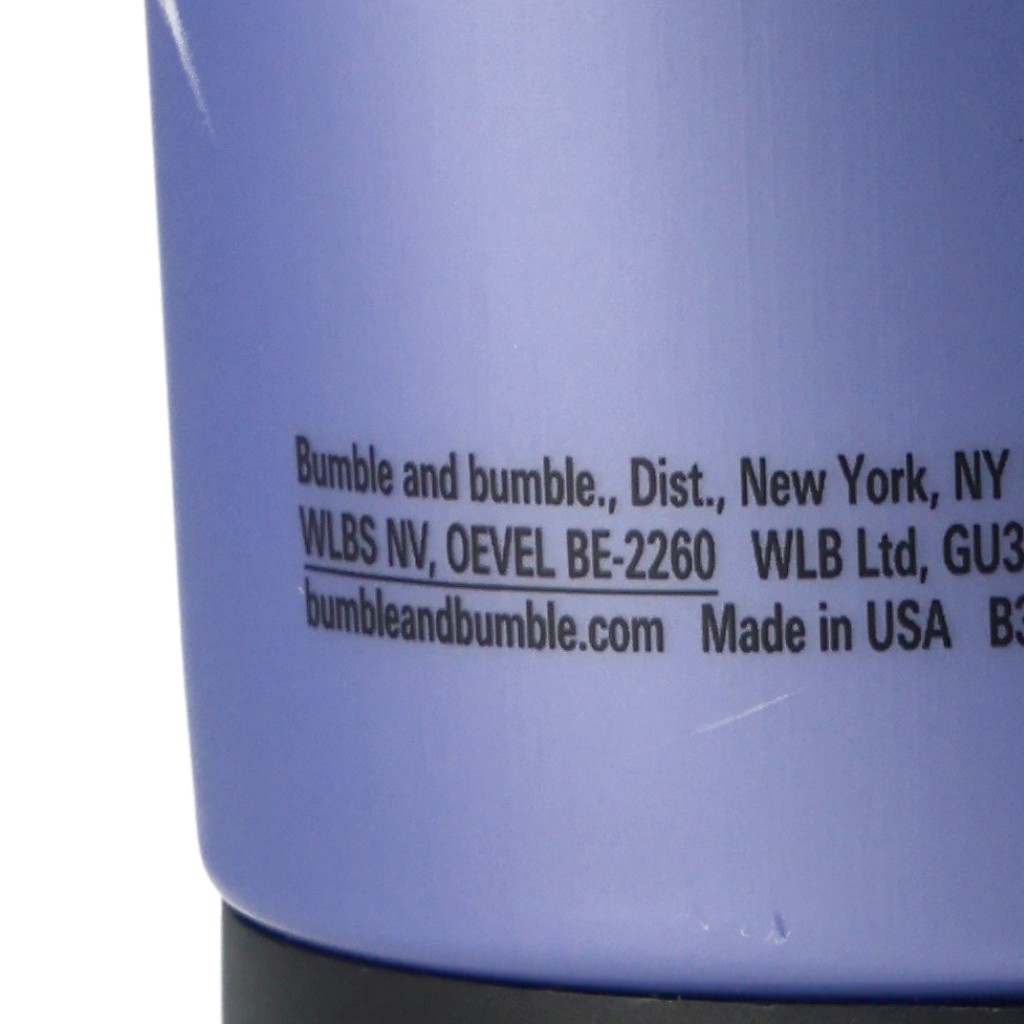 Bumble and bumble., Dist., New York, NY
WLBS NV, OEVEL BE-2260 WLB Ltd,
bumbleandbumble.com Made in USA